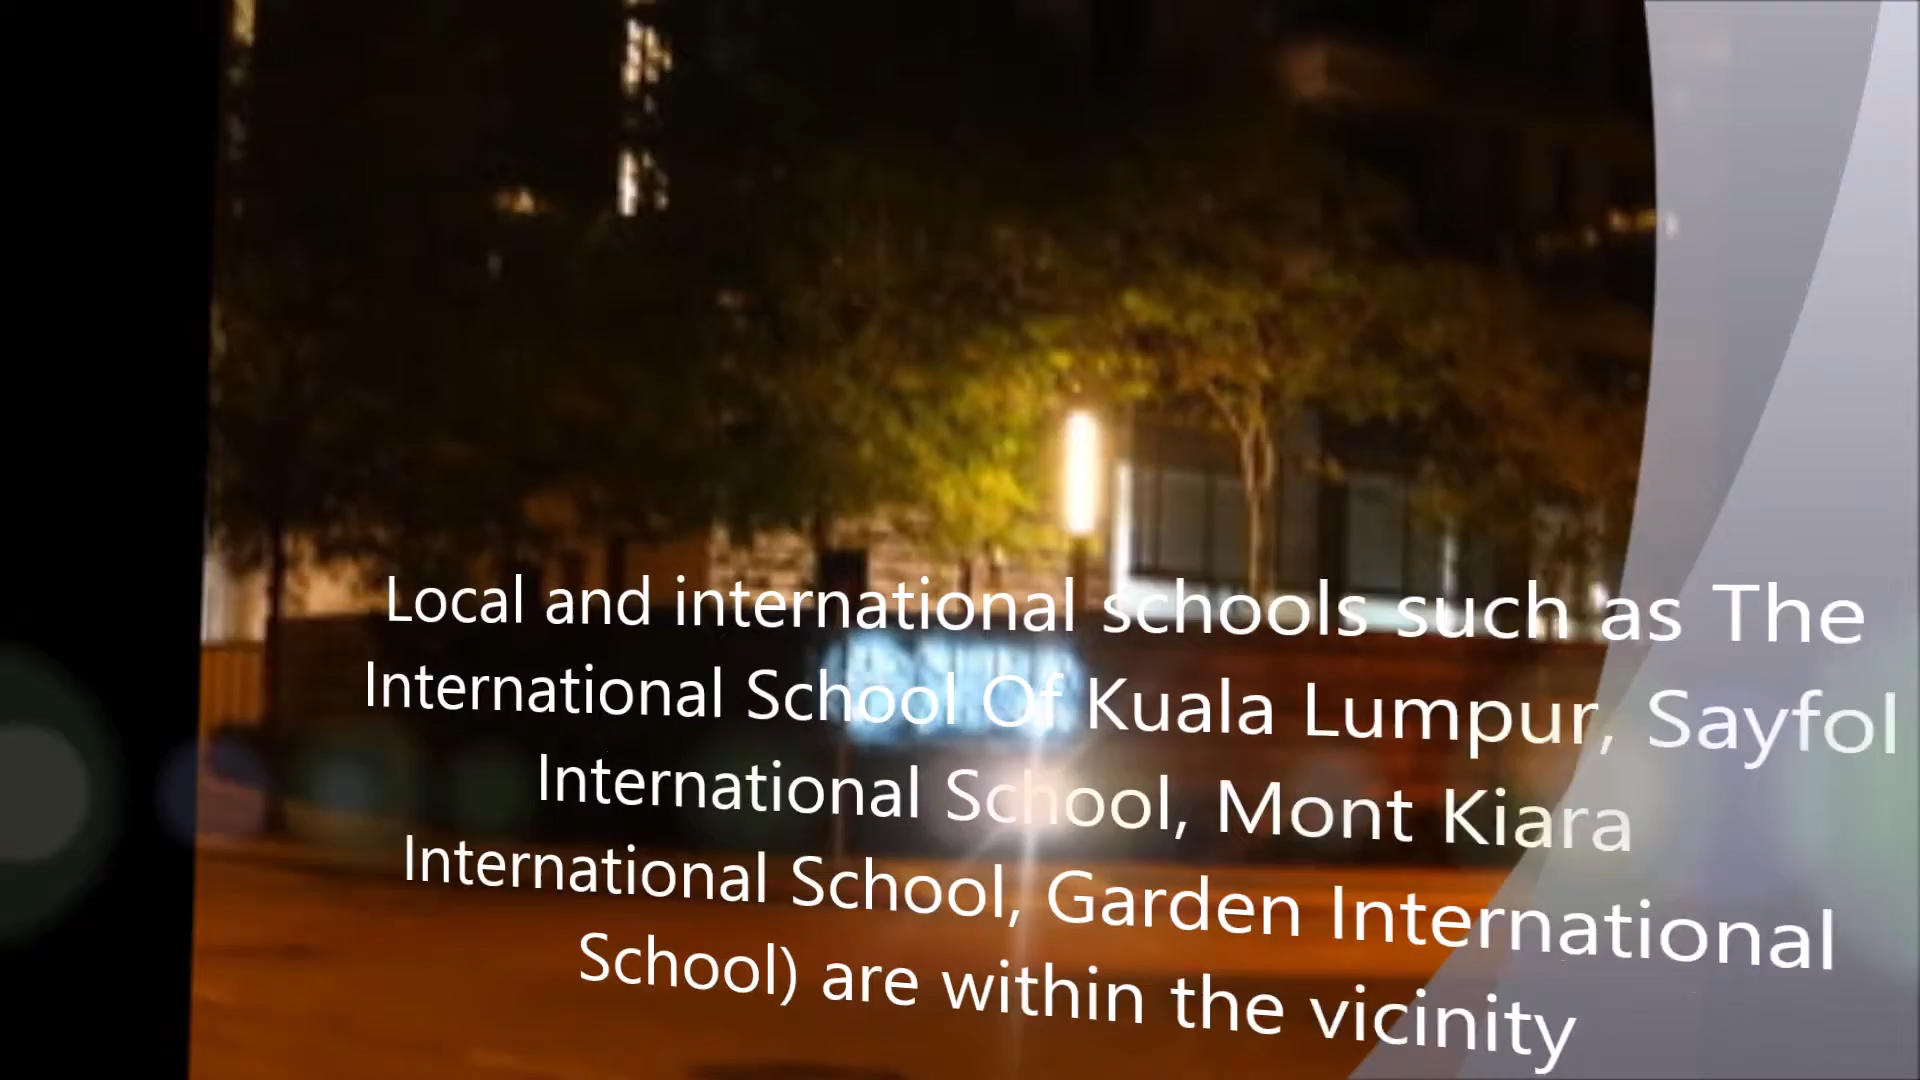 Local and international schools such as The
International School Of Kuala Lumpur, Sayfol
International School, Mont Kiara
International School, Garden International
School) are within the vicinity